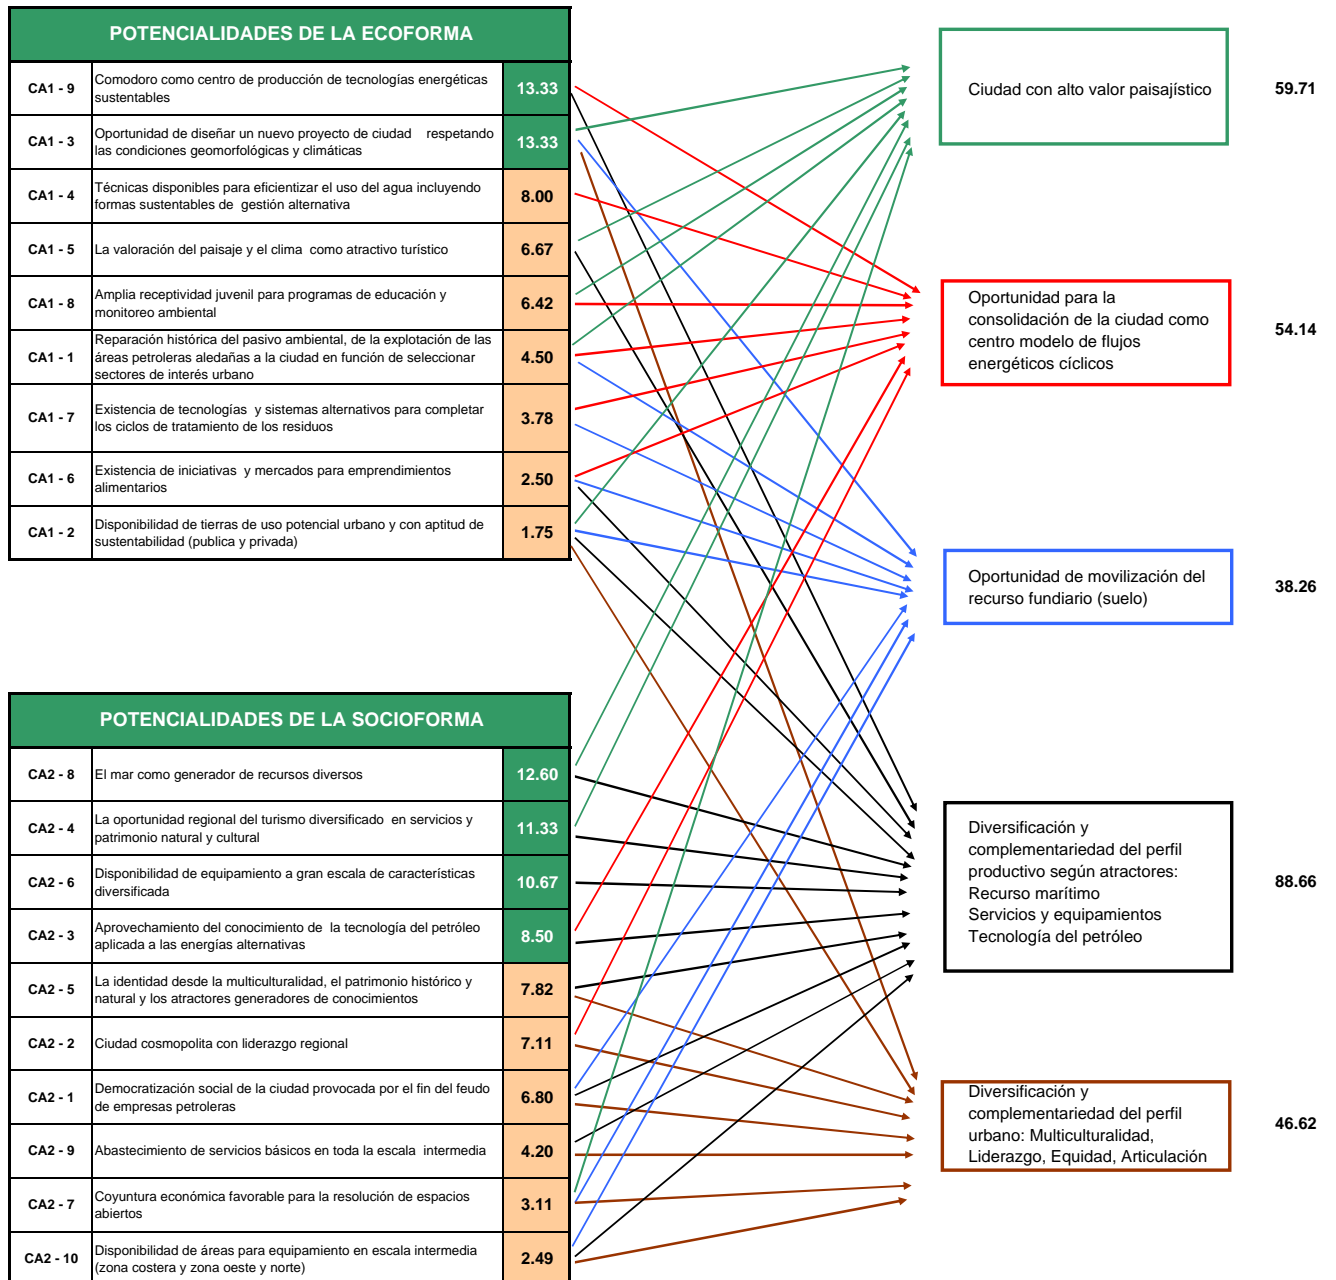 POTENCIALIDADES DE LA ECOFORMA
CA1 - 9
Comodoro como centro de producción de tecnologías energéticas
sustentables
13.33
CA1 - 3
Oportunidad de diseñar un nuevo proyecto de ciudad respetando
las condiciones geomorfológicas y climáticas
13.33
CA1 - 4
Técnicas disponibles para eficientizar el uso del agua incluyendo
formas sustentables de gestión alternativa
8.00
CA1 - 5
La valoración del paisaje y el clima como atractivo turístico
6.67
CA1 - 8
Amplia receptividad juvenil para programas de educación y
monitoreo ambiental
6.42
CA1 - 1
Reparación histórica del pasivo ambiental, de la explotación de las
áreas petroleras aledañas a la ciudad en función de seleccionar
sectores de interés urbano
4.50
CA1 - 7
Existencia de tecnologías y sistemas alternativos para completar
los ciclos de tratamiento de los residuos
3.78
CA1 - 6
Existencia de iniciativas y mercados para emprendimientos
alimentarios
2.50
CA1 - 2
Disponibilidad de tierras de uso potencial urbano y con aptitud de
sustentabilidad (publica y privada)
1.75
POTENCIALIDADES DE LA SOCIOFORMA
CA2 - 8
El mar como generador de recursos diversos
12.60
CA2 - 4
La oportunidad regional del turismo diversificado en servicios y
patrimonio natural y cultural
11.33
CA2 - 6
Disponibilidad de equipamiento a gran escala de características
diversificada
10.67
CA2 - 3
Aprovechamiento del conocimiento de la tecnología del petróleo
aplicada a las energías alternativas
8.50
CA2 - 5
La identidad desde la multiculturalidad, el patrimonio histórico y
natural y los atractores generadores de conocimientos
7.82
CA2 - 2
Ciudad cosmopolita con liderazgo regional
7.11
CA2 - 1
Democratización social de la ciudad provocada por el fin del feudo
de empresas petroleras
6.80
CA2 - 9
Abastecimiento de servicios básicos en toda la escala intermedia
4.20
CA2 - 7
Coyuntura económica favorable para la resolución de espacios
abiertos
3.11
CA2 - 10
Disponibilidad de áreas para equipamiento en escala intermedia
(zona costera y zona oeste y norte)
2.49
Ciudad con alto valor paisajístico
59.71
Oportunidad para la
consolidación de la ciudad como
centro modelo de flujos
energéticos cíclicos
54.14
Oportunidad de movilización del
recurso fundiario (suelo)
38.26
Diversificación y
complementariedad del perfil
productivo según atractores:
Recurso marítimo
Servicios y equipamientos
Tecnología del petróleo
88.66
Diversificación y
complementariedad del perfil
urbano: Multiculturalidad,
Liderazgo, Equidad, Articulación
46.62